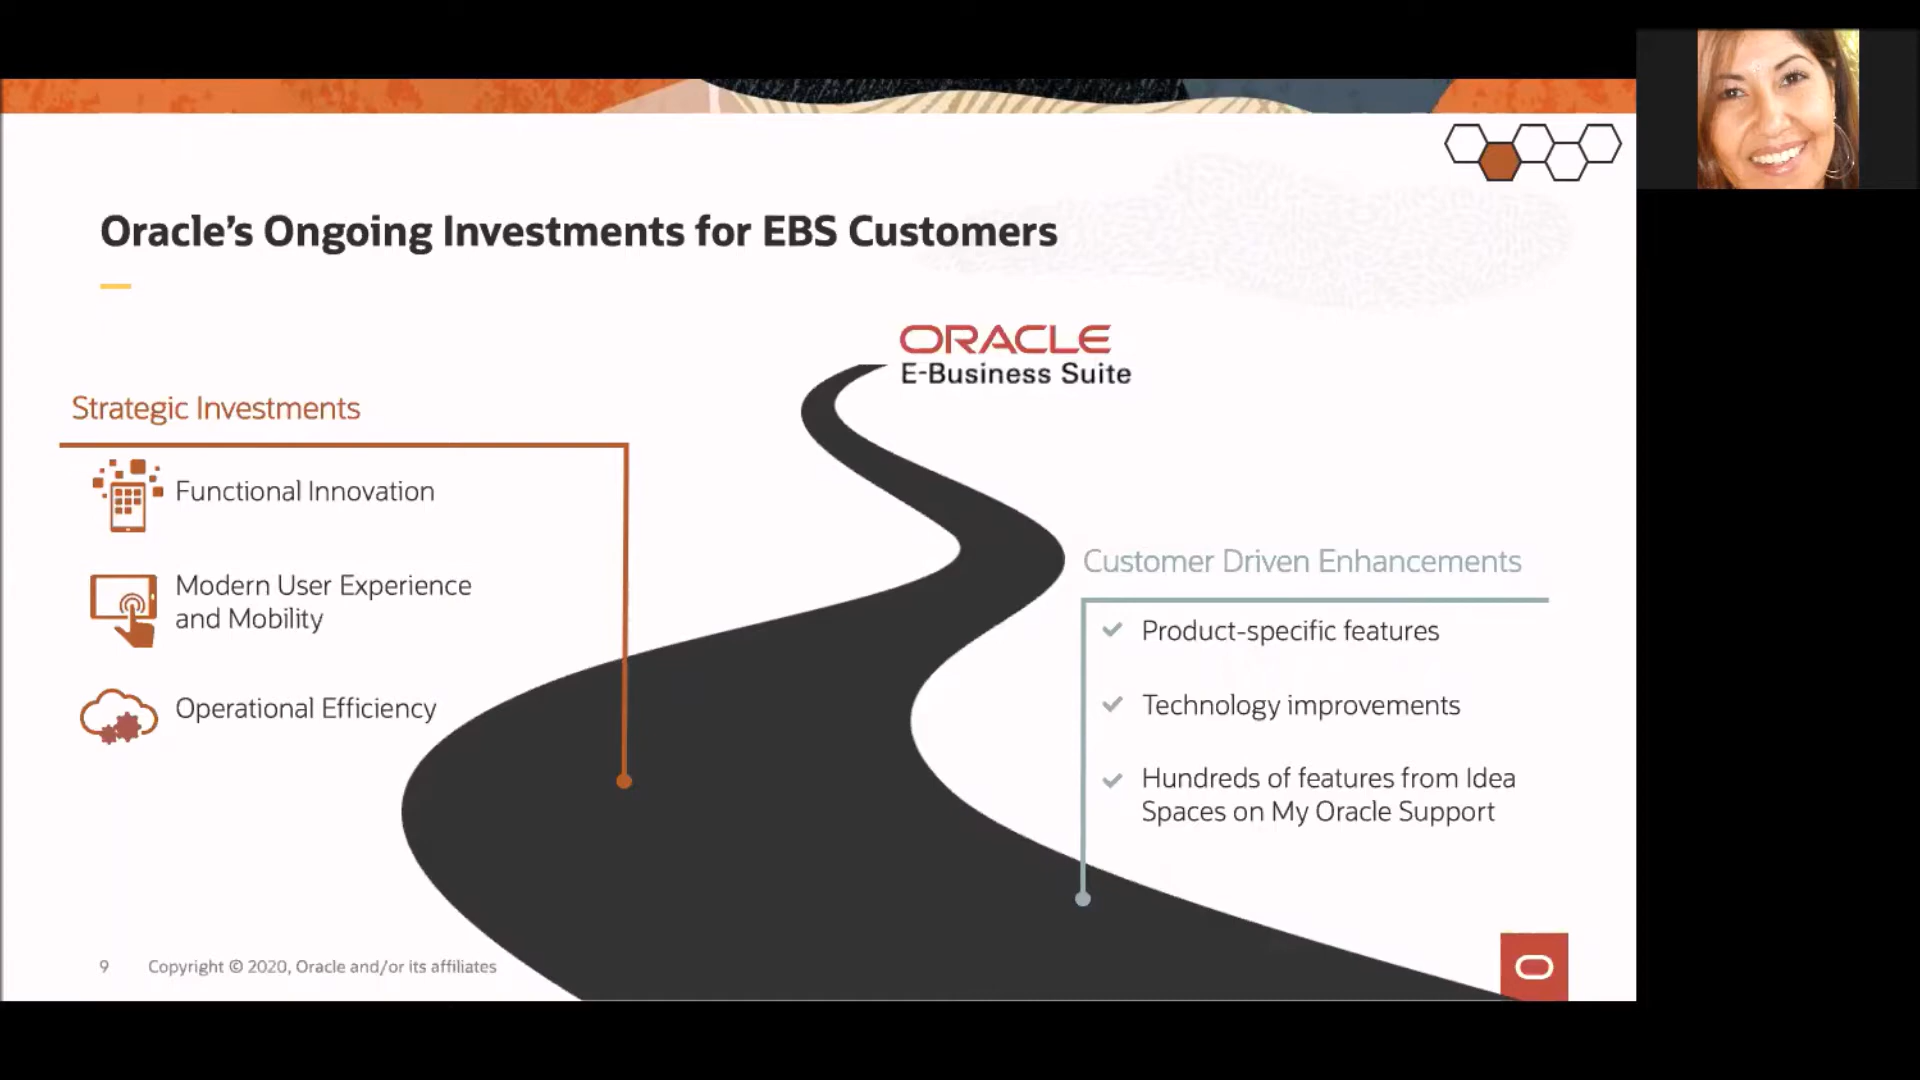 Oracle’s Ongoing Investments for EBS Customers
ORACLE
E-Business Suite
Strategic Investments
Functional Innovation
Modern User Experience
and Mobility
Operational Efficiency
Customer Driven Enhancements
Product-specific features
Technology improvements
Hundreds of features from Idea
Spaces on My Oracle Support
9 Copyright © 2020, Oracle and/or its affiliates